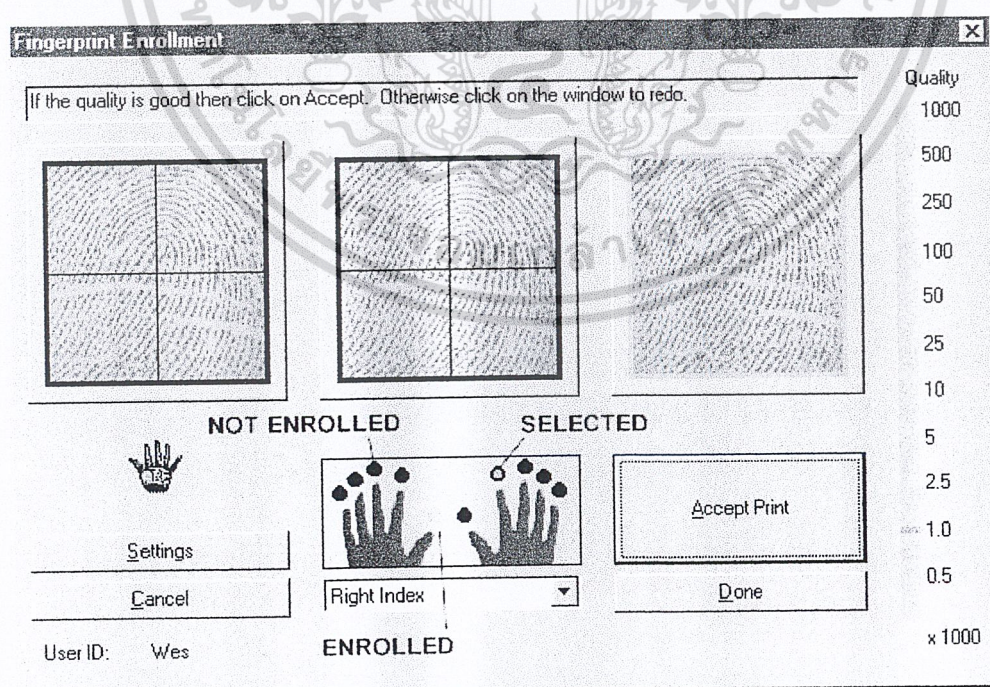 Fingerprint Enrollment
If the quality is good then click on Accept. Otherwise click on the window to redo.
Quality
1000
500
250
100
50
25
10
5
2.5
1.0
0.5
x 1000
NOT ENROLLED
SELECTED
Accept Print
Settings
Cancel
Right Index
Done
ENROLLED
User ID: Wes